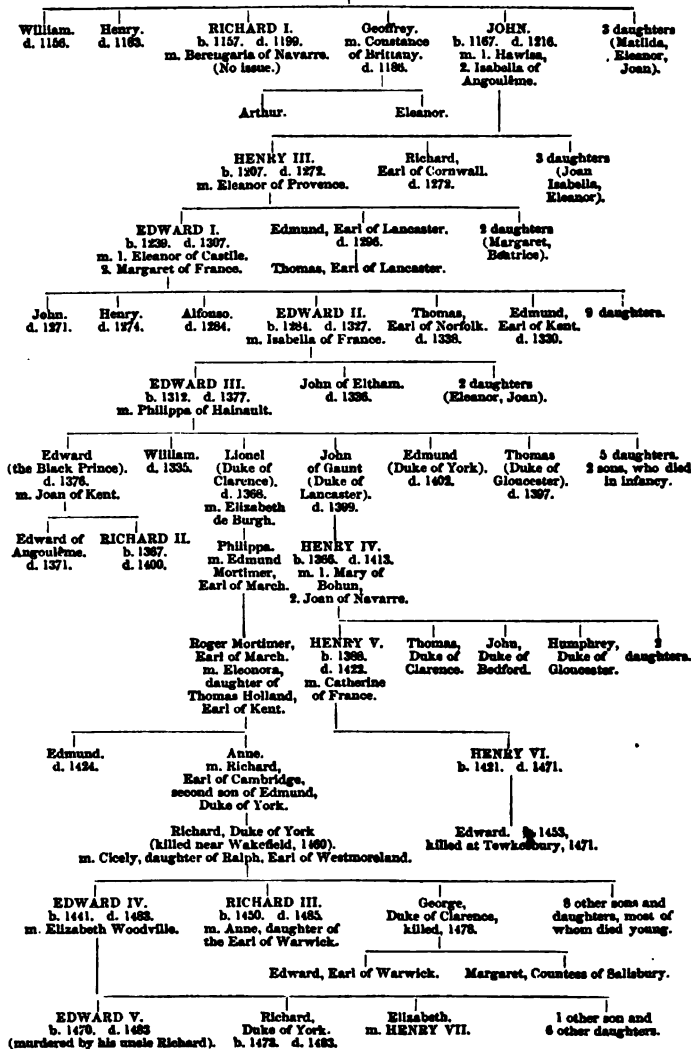 William.
d. 1156.
Henry.
d. 1183.
RICHARD I.
b. 1157. d. 1199.
m. Berengaria of Navarre.
(No issue.)
Geoffrey.
m. Constance
of Brittany.
d. 1186.
JOHN.
b. 1167. d. 1216.
m. 1. Hawisa,
2. Isabella of
Angoulême.
3 daughters
(Matilda,
Eleanor,
Joan).
Arthur.
Eleanor.
HENRY III.
b. 1207. d. 1272.
m. Eleanor of Provence.
Richard,
Earl of Cornwall.
d. 1272.
3 daughters
(Joan
Isabella,
Eleanor).
EDWARD I.
b. 1239. d. 1307.
m. 1. Eleanor of Castile.
2. Margaret of France.
Edmund, Earl of Lancaster.
d. 1296.
Thomas, Earl of Lancaster.
2 daughters
(Margaret,
Beatrice).
John.
d. 1271.
Henry.
d. 1274.
Alfonso.
d. 1284.
EDWARD II.
b. 1284. d. 1327.
m. Isabella of France.
Thomas,
Earl of Norfolk.
d. 1338.
Edmund,
Earl of Kent.
d. 1330.
9 daughters.
EDWARD III.
b. 1312. d. 1377.
m. Philippa of Hainault.
John of Eltham.
d. 1336.
2 daughters
(Eleanor, Joan).
Edward
(the Black Prince).
d. 1376.
m. Joan of Kent.
William.
d. 1335.
Lionel
(Duke of
Clarence).
d. 1368.
m. Elizabeth
de Burgh.
John
of Gaunt
(Duke of
Lancaster).
d. 1399.
Edmund
(Duke of York).
d. 1402.
Thomas
(Duke of
Gloucester).
d. 1397.
5 daughters.
2 sons, who died
in infancy.
Edward of
Angoulême.
d. 1371.
RICHARD II.
b. 1367.
d. 1400.
Philippa.
m. Edmund
Mortimer,
Earl of March.
HENRY IV.
b. 1366. d. 1413.
m. 1. Mary of
Bohun,
2. Joan of Navarre.
Roger Mortimer,
Earl of March.
m. Eleonora,
daughter of
Thomas Holland,
Earl of Kent.
HENRY V.
b. 1388.
d. 1422.
m. Catherine
of France.
Thomas,
Duke of
Clarence.
John,
Duke of
Bedford.
Humphrey,
Duke of
Gloucester.
2
daughters.
Edmund.
d. 1424.
Anne.
m. Richard,
Earl of Cambridge,
second son of Edmund,
Duke of York.
HENRY VI.
b. 1421. d. 1471.
Richard, Duke of York
(killed near Wakefield, 1460).
m. Cicely, daughter of Ralph, Earl of Westmoreland.
Edward. b. 1453,
killed at Tewkesbury, 1471.
EDWARD IV.
b. 1441. d. 1483.
m. Elizabeth Woodville.
RICHARD III.
b. 1450. d. 1485.
m. Anne, daughter of
the Earl of Warwick.
George,
Duke of Clarence,
killed, 1478.
8 other sons and
daughters, most of
whom died young.
Edward, Earl of Warwick.
Margaret, Countess of Salisbury.
EDWARD V.
b. 1470. d. 1483
(murdered by his uncle Richard).
Richard,
Duke of York.
b. 1472. d. 1483.
Elizabeth.
m. HENRY VII.
1 other son and
6 other daughters.